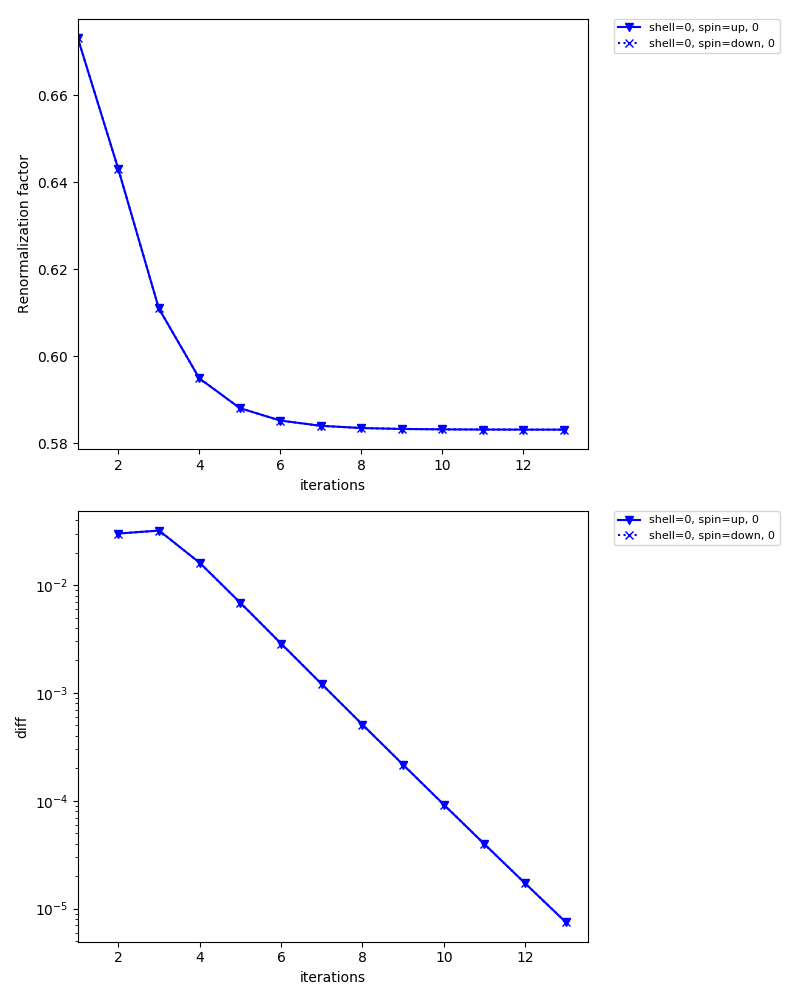 shell=0, spin=up, 0
shell=0, spin=down, 0
0.66
0.64
0.62
0.60
0.58
Renormalization factor
2 4 6 8 10 12
iterations
shell=0, spin=up, 0
shell=0, spin=down, 0
10⁻²
10⁻³
10⁻⁴
10⁻⁵
diff
2 4 6 8 10 12
iterations